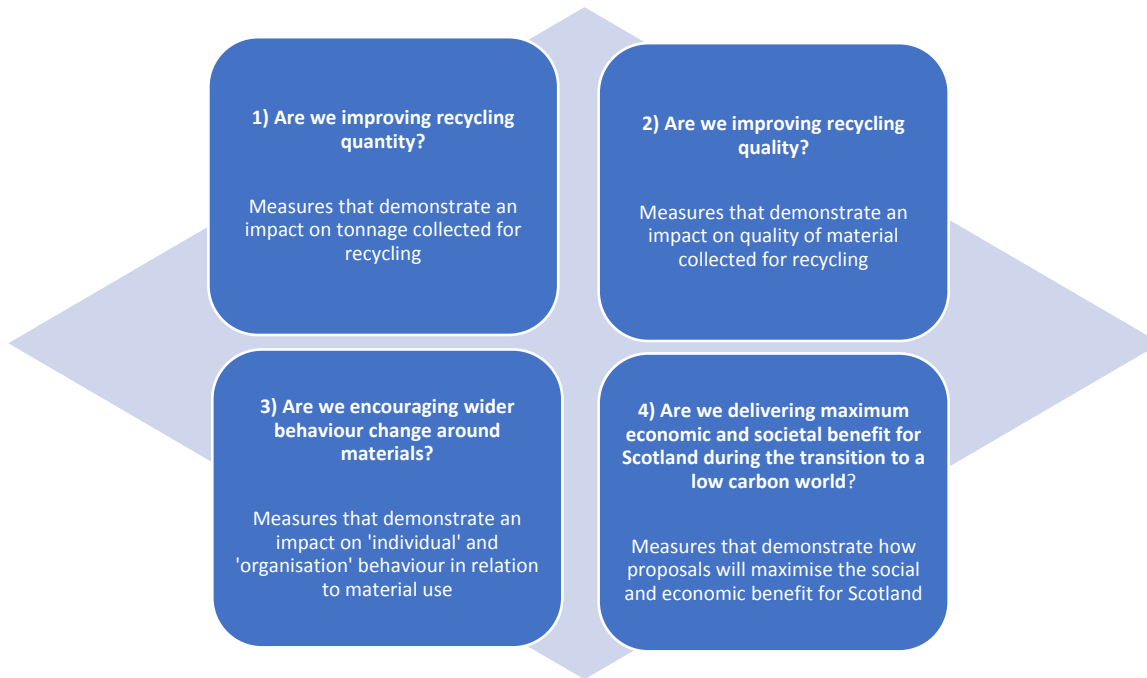 1) Are we improving recycling
quantity?
Measures that demonstrate an
impact on tonnage collected for
recycling
2) Are we improving recycling
quality?
Measures that demonstrate an
impact on quality of material
collected for recycling
3) Are we encouraging wider
behaviour change around
materials?
Measures that demonstrate an
impact on 'individual' and
'organisation' behaviour in relation
to material use
4) Are we delivering maximum
economic and societal benefit for
Scotland during the transition to a
low carbon world?
Measures that demonstrate how
proposals will maximise the social
and economic benefit for Scotland